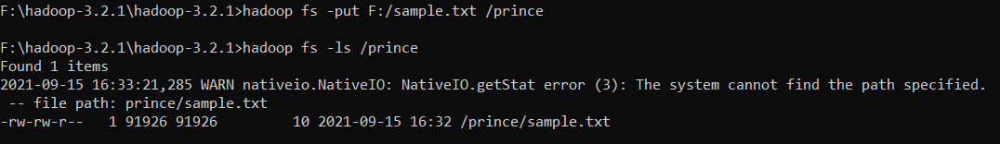 F:\hadoop-3.2.1\hadoop-3.2.1>hadoop fs -put F:/sample.txt /prince
F:\hadoop-3.2.1\hadoop-3.2.1>hadoop fs -ls /prince
Found 1 items
2021-09-15 16:33:21,285 WARN nativeio.NativeIO: NativeIO.getStat error (3): The system cannot find the path specified.
 -- file path: prince/sample.txt
-rw-rw-r--   1 91926 91926         10 2021-09-15 16:32 /prince/sample.txt